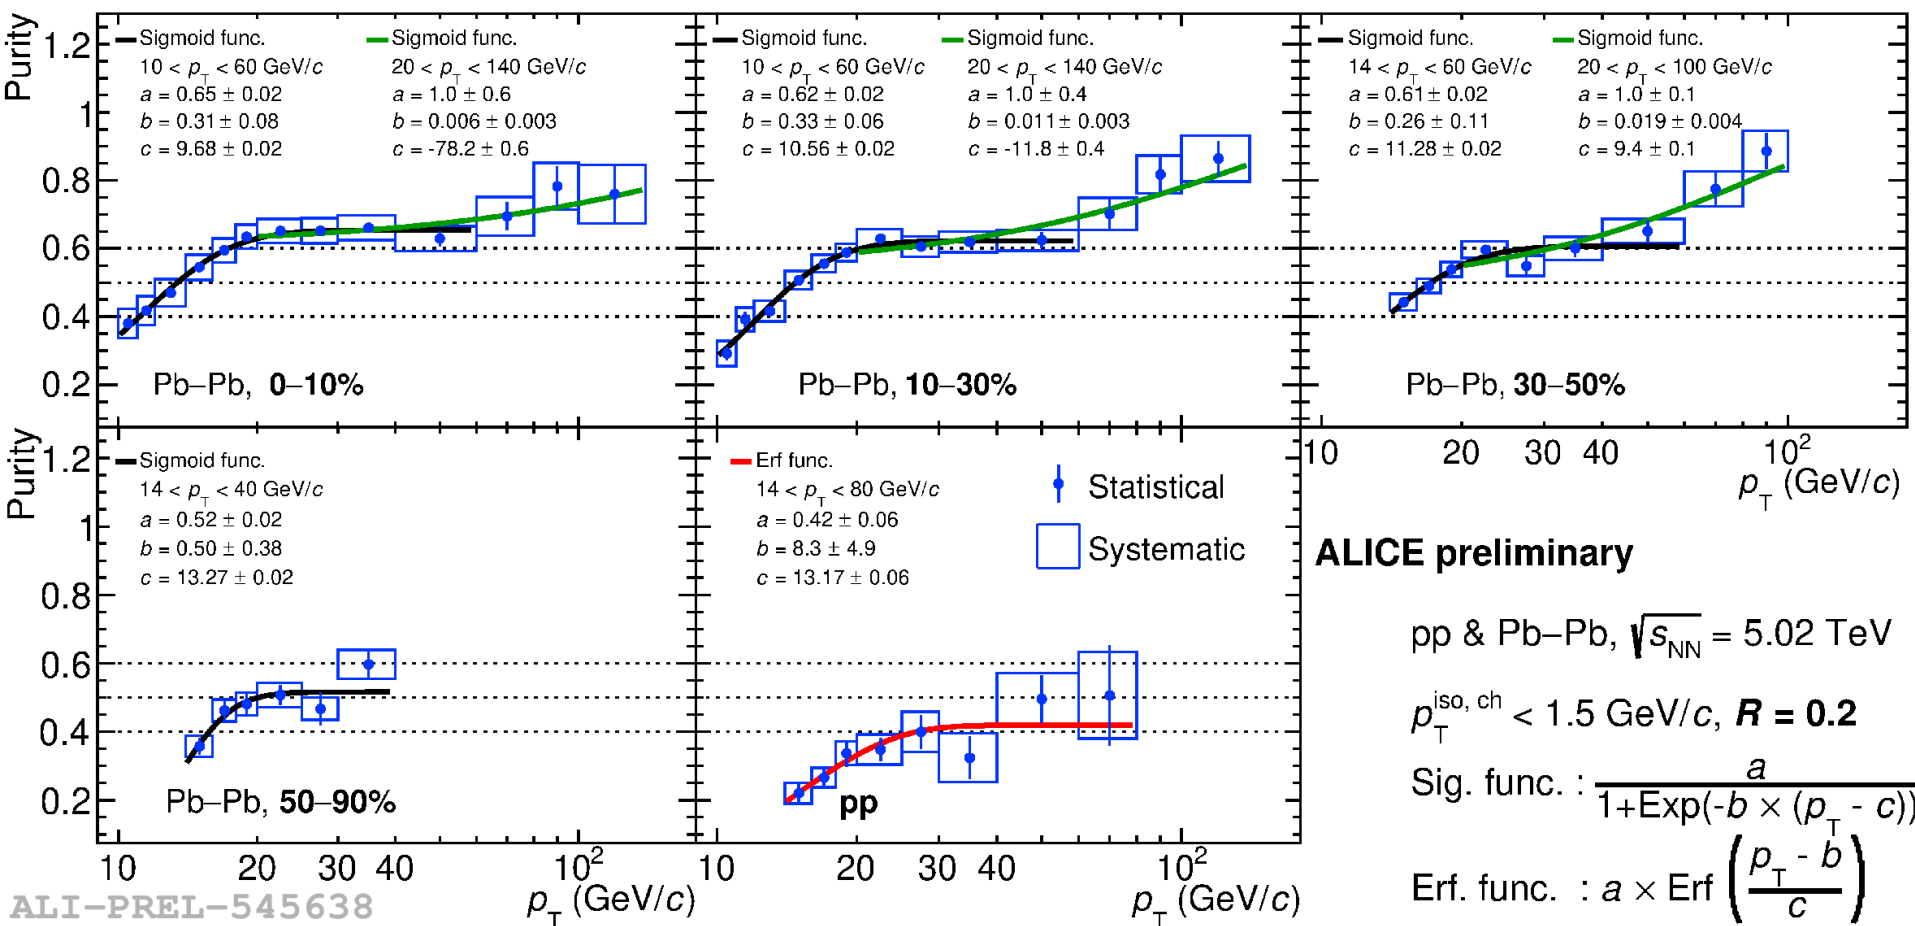 Purity
1.2
1
0.8
0.6
0.4
0.2
Sigmoid func.
10 < p_T < 60 GeV/c
a = 0.65 ± 0.02
b = 0.31 ± 0.08
c = 9.68 ± 0.02
Sigmoid func.
20 < p_T < 140 GeV/c
a = 1.0 ± 0.6
b = 0.006 ± 0.003
c = -78.2 ± 0.6
Pb–Pb, 0–10%
Sigmoid func.
10 < p_T < 60 GeV/c
a = 0.62 ± 0.02
b = 0.33 ± 0.06
c = 10.56 ± 0.02
Sigmoid func.
20 < p_T < 140 GeV/c
a = 1.0 ± 0.4
b = 0.011 ± 0.003
c = -11.8 ± 0.4
Pb–Pb, 10–30%
Sigmoid func.
14 < p_T < 60 GeV/c
a = 0.61 ± 0.02
b = 0.26 ± 0.11
c = 11.28 ± 0.02
Sigmoid func.
20 < p_T < 100 GeV/c
a = 1.0 ± 0.1
b = 0.019 ± 0.004
c = 9.4 ± 0.1
Pb–Pb, 30–50%
10 20 30 40 10^2
p_T (GeV/c)
Purity
1.2
1
0.8
0.6
0.4
0.2
Sigmoid func.
14 < p_T < 40 GeV/c
a = 0.52 ± 0.02
b = 0.50 ± 0.38
c = 13.27 ± 0.02
Pb–Pb, 50–90%
10 20 30 40 10^2
p_T (GeV/c)
Erf func.
14 < p_T < 80 GeV/c
a = 0.42 ± 0.06
b = 8.3 ± 4.9
c = 13.17 ± 0.06
Statistical
Systematic
pp
10 20 30 40 10^2
p_T (GeV/c)
ALICE preliminary
pp & Pb–Pb, √s_NN = 5.02 TeV
p_T^iso, ch < 1.5 GeV/c, R = 0.2
Sig. func. : a / 1+Exp(-b × (p_T - c))
Erf. func. : a × Erf (p_T - b / c)
ALI-PREL-545638